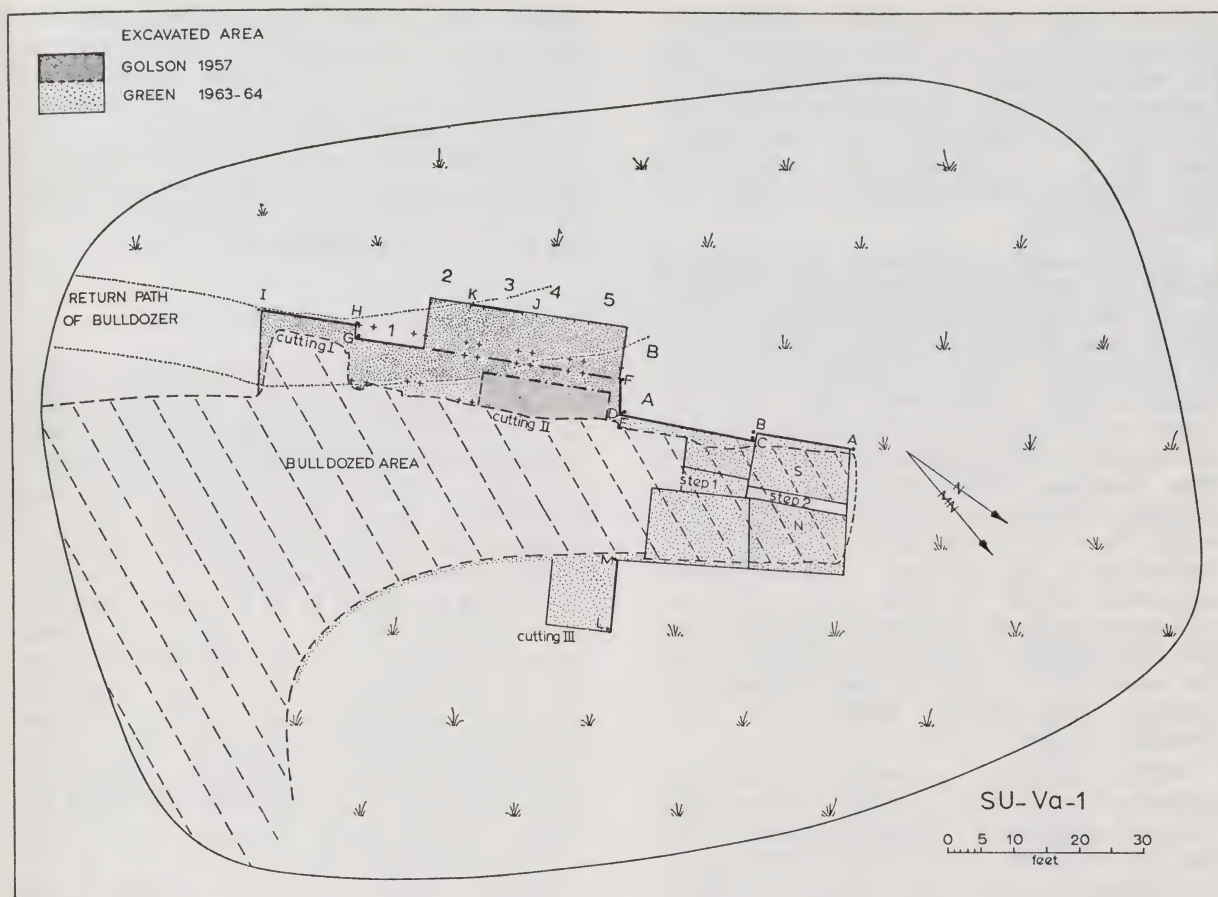 EXCAVATED AREA
GOLSON 1957
GREEN 1963-64
2
K
3
J
4
5
RETURN PATH
OF BULLDOZER
I
H
1
G
cutting I
B
F
A
D
E
cutting II
B
C
A
BULLDOZED AREA
S
step 1
step 2
N
N
MN
M
L
cutting III
SU-Va-1
0 5 10 20 30
feet